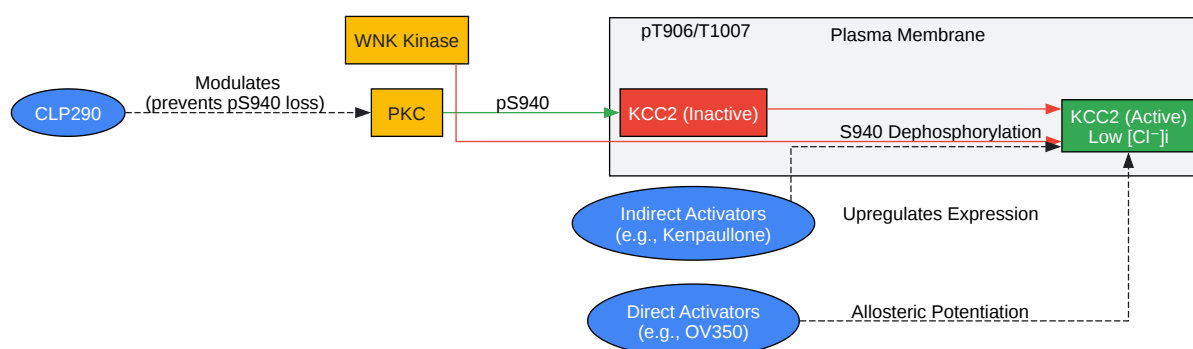 pT906/T1007
Plasma Membrane
WNK Kinase
Modulates
(prevents pS940 loss)
CLP290
PKC
pS940
KCC2 (Inactive)
KCC2 (Active)
Low [Cl⁻]i
S940 Dephosphorylation
Indirect Activators
(e.g., Kenpaullone)
Upregulates Expression
Direct Activators
(e.g., OV350)
Allosteric Potentiation